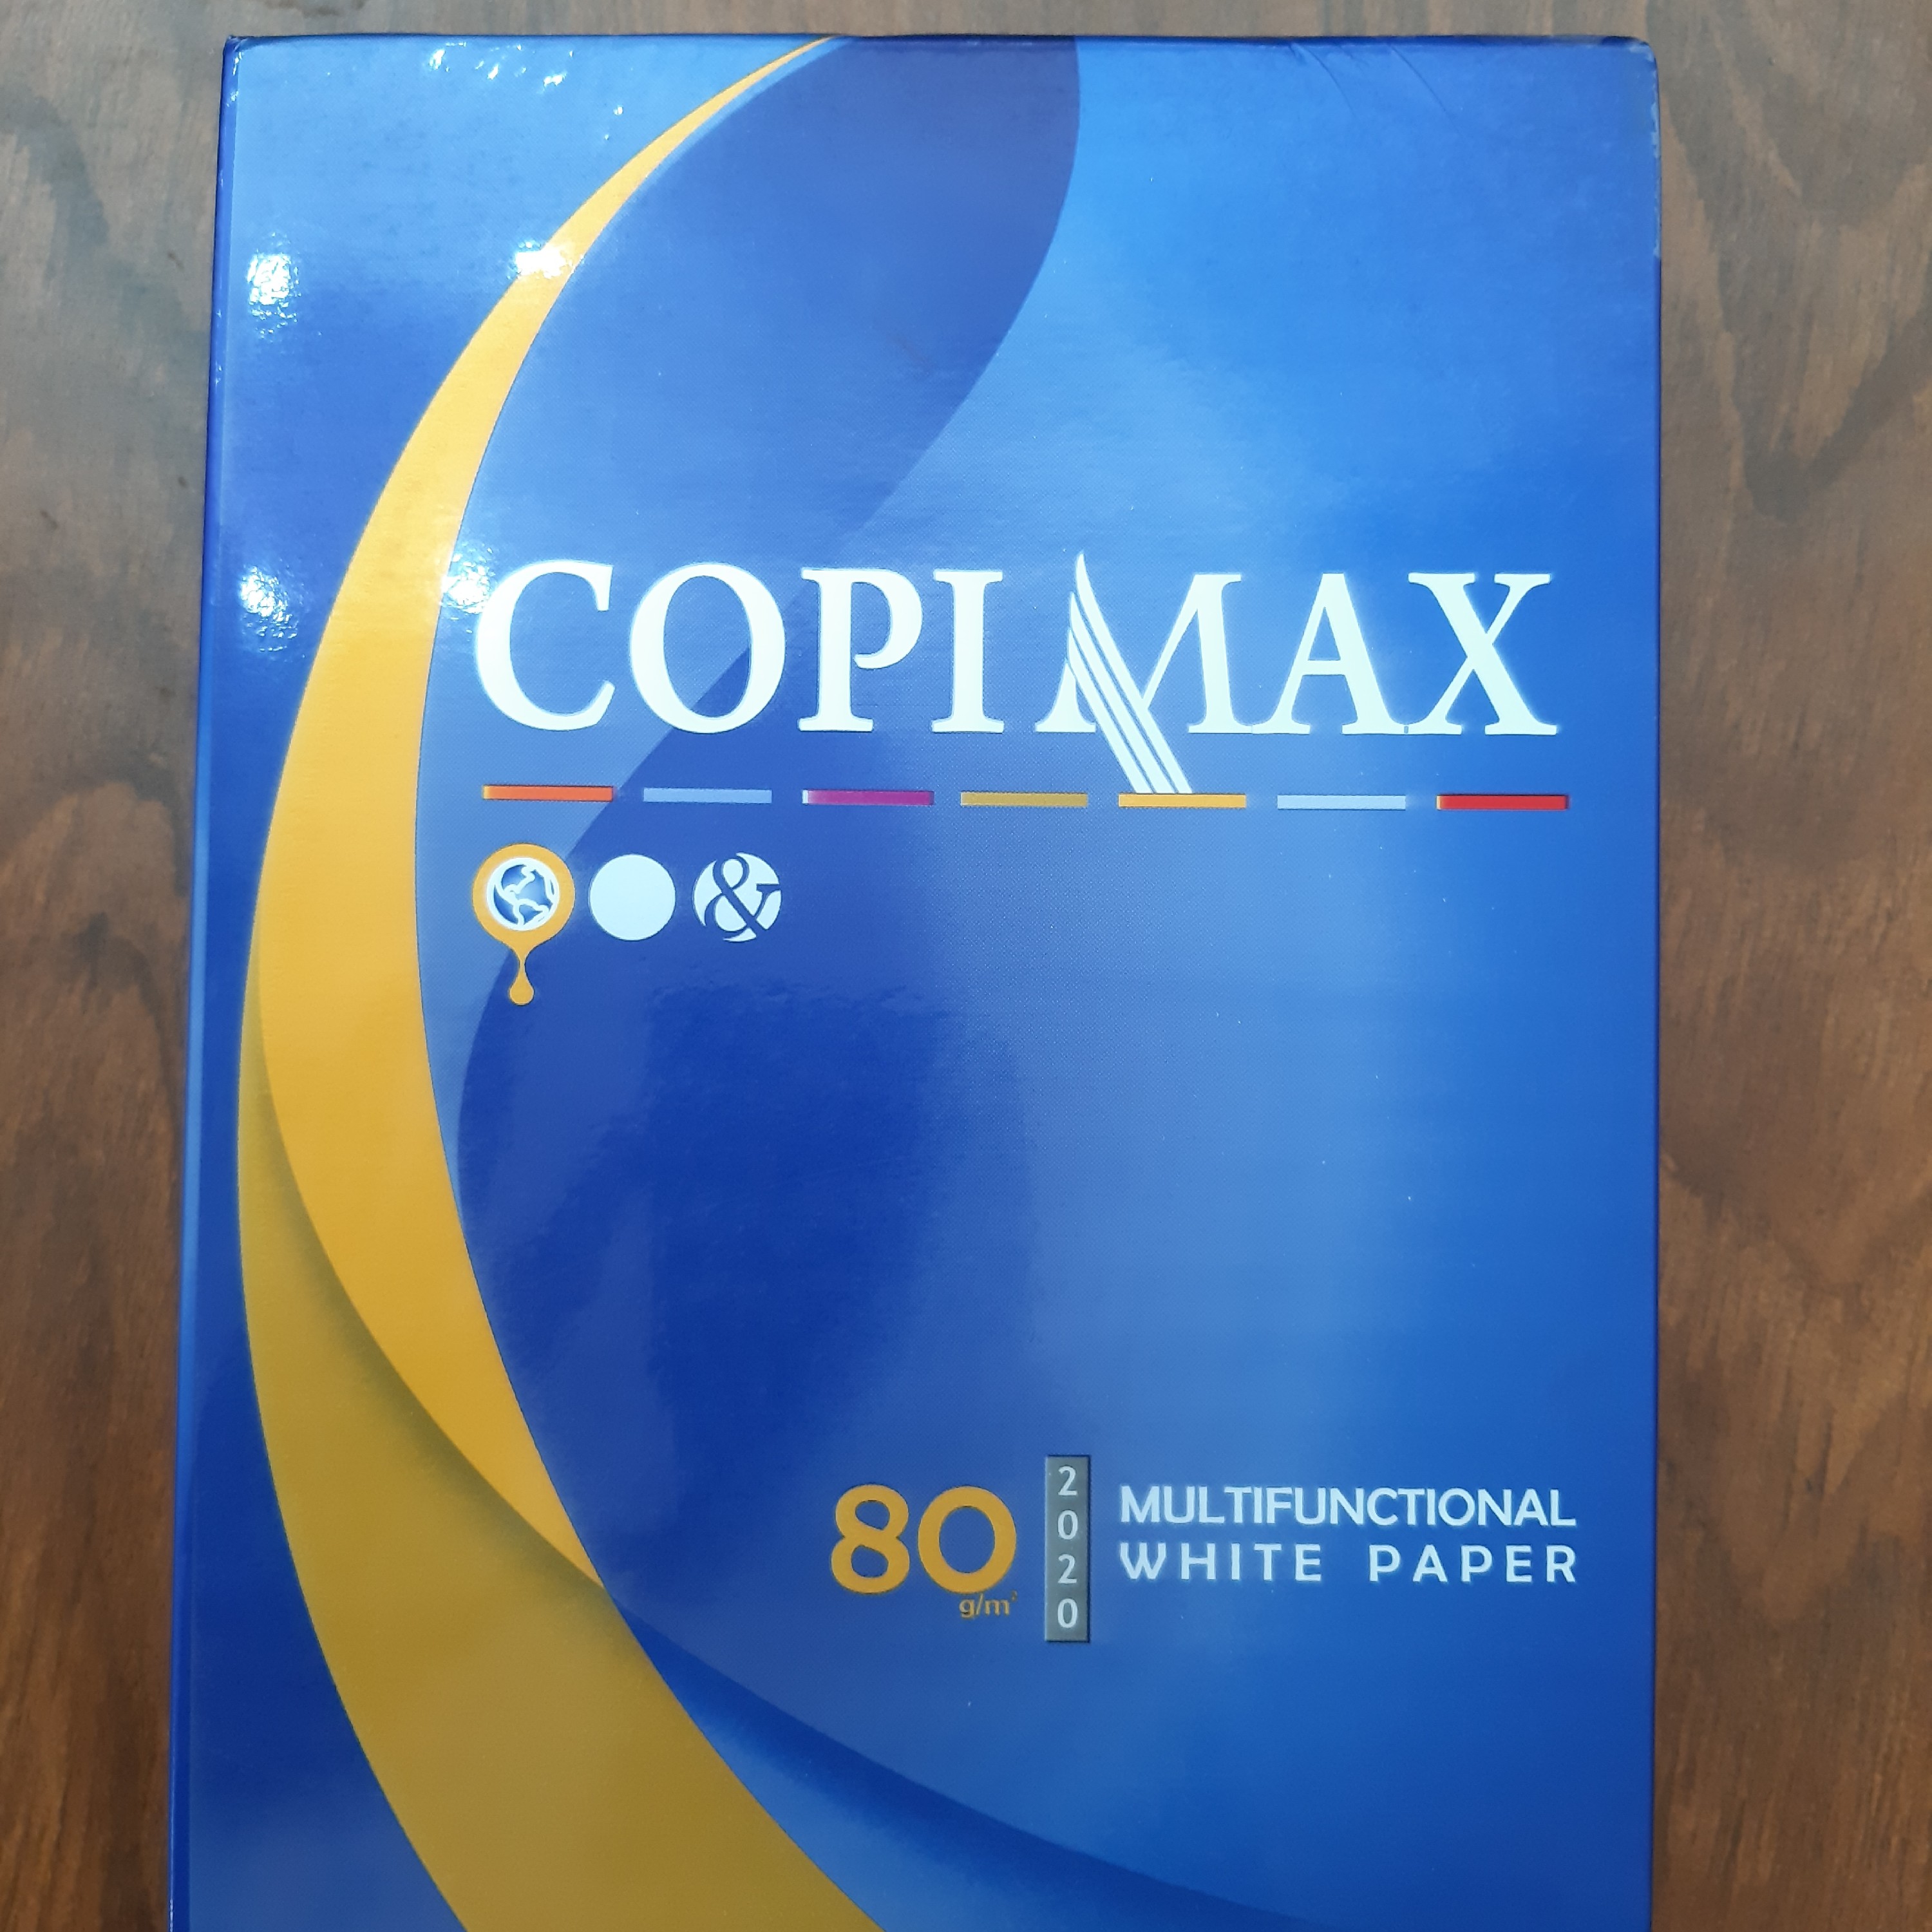 COPIMAX
&
80
g/m²
2020
MULTIFUNCTIONAL
WHITE PAPER